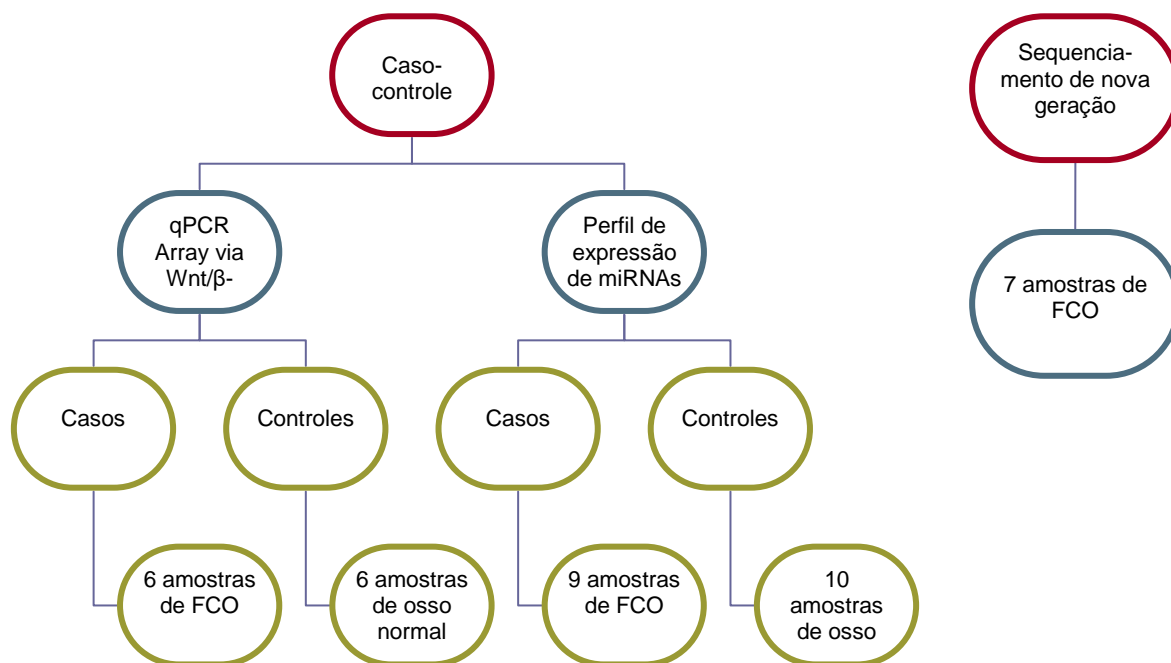 Caso-
controle
Sequencia-
mento de nova
geração
qPCR
Array via
Wnt/β-
Perfil de
expressão
de miRNAs
7 amostras de
FCO
Casos
Controles
Casos
Controles
6 amostras
de FCO
6 amostras
de osso
normal
9 amostras
de FCO
10
amostras
de osso